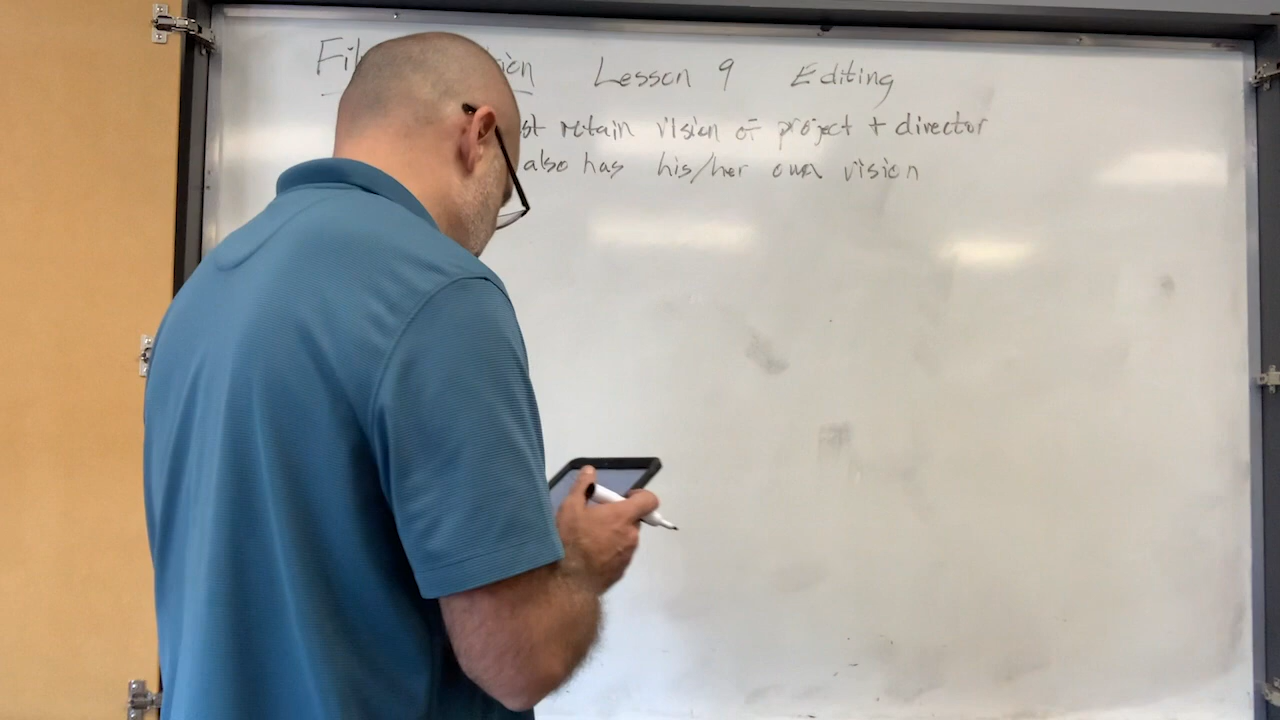 Lesson 9 Editing
retain vision of project + director
also has his/her own vision